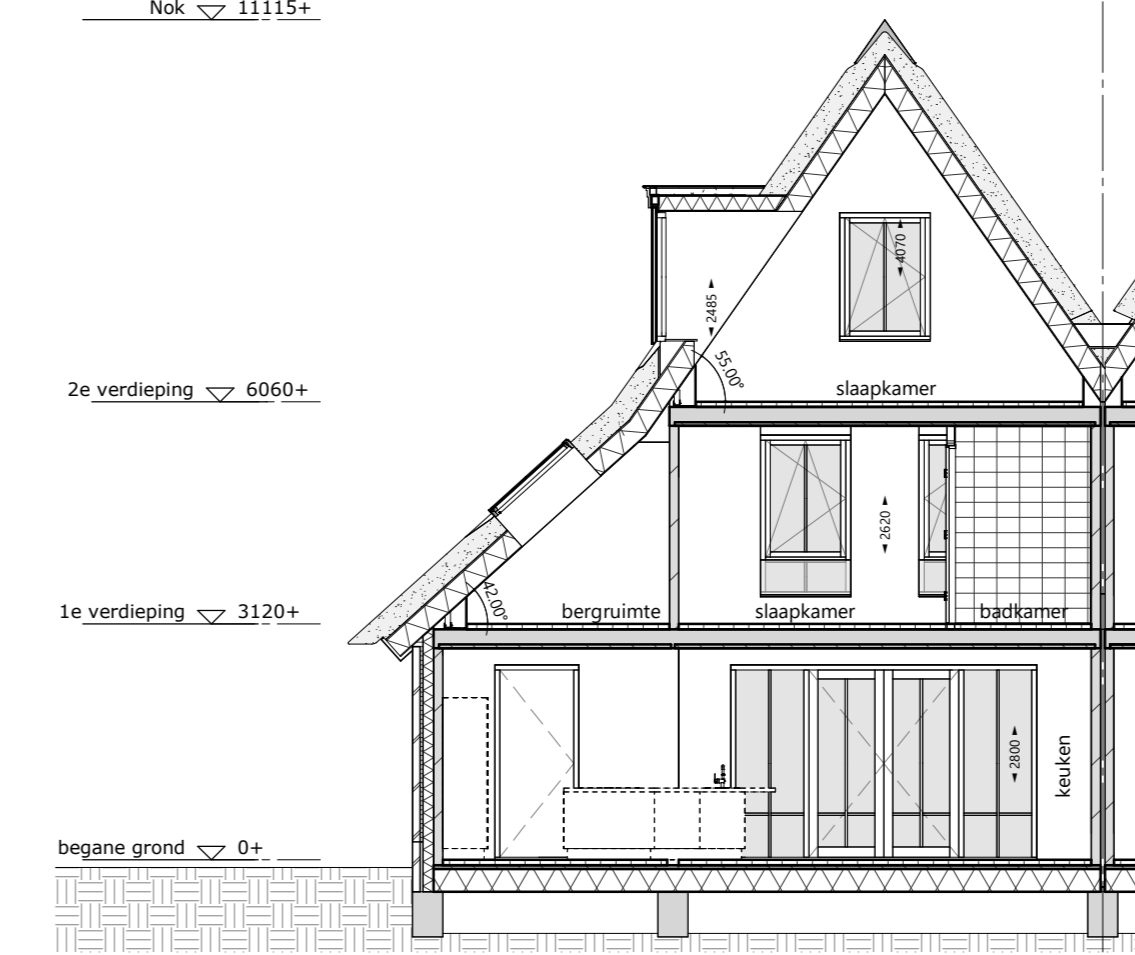 Nok 11115+
4070
2485
55.00°
2e verdieping 6060+
slaapkamer
2620
42.00°
1e verdieping 3120+
bergruimte
slaapkamer
badkamer
2800
keuken
begane grond 0+